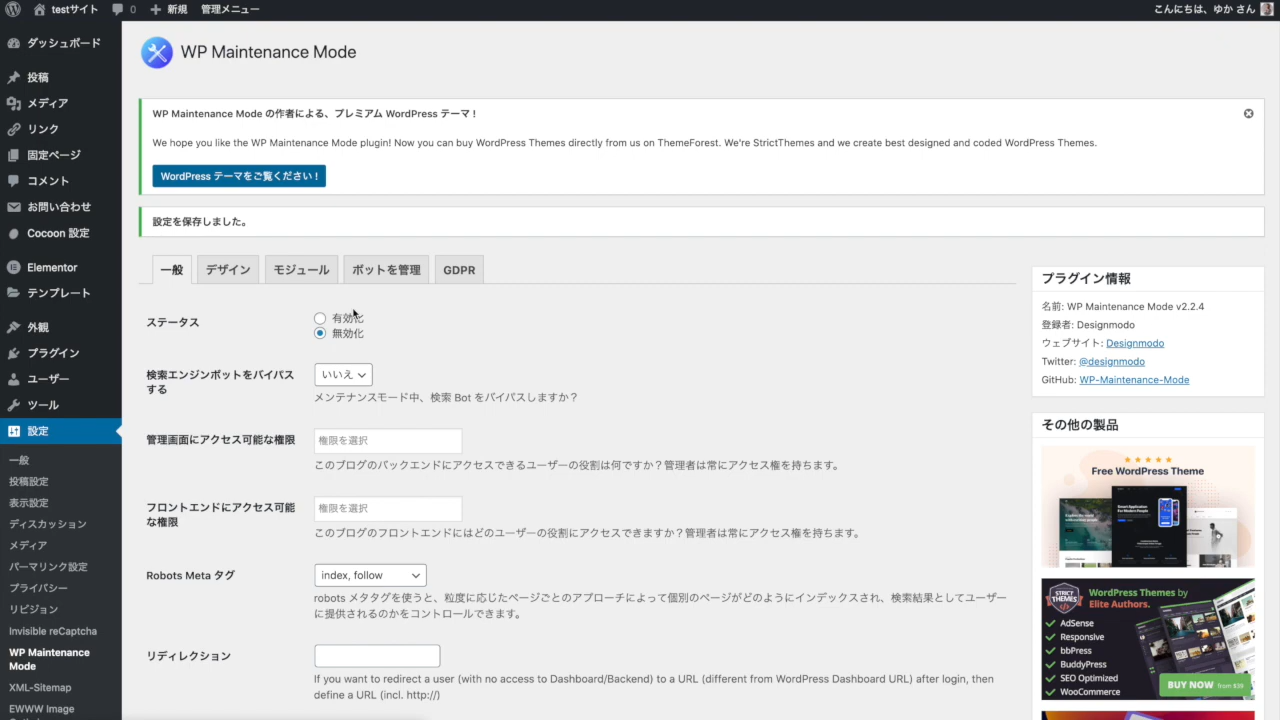 testサイト
0
新規
管理メニュー
こんにちは、ゆか さん
ダッシュボード
投稿
メディア
リンク
固定ページ
コメント
お問い合わせ
Cocoon 設定
Elementor
テンプレート
外観
プラグイン
ユーザー
ツール
設定
一般
投稿設定
表示設定
ディスカッション
メディア
パーマリンク設定
プライバシー
リビジョン
Invisible reCaptcha
WP Maintenance
Mode
XML-Sitemap
EWWW Image
WP Maintenance Mode
WP Maintenance Mode の作者による、プレミアム WordPress テーマ !
We hope you like the WP Maintenance Mode plugin! Now you can buy WordPress Themes directly from us on ThemeForest. We're StrictThemes and we create best designed and coded WordPress Themes.
WordPress テーマをご覧ください !
設定を保存しました。
一般
デザイン
モジュール
ボットを管理
GDPR
ステータス
有効化
無効化
検索エンジンボットをバイパス
する
いいえ
メンテナンスモード中、検索 Bot をバイパスしますか？
管理画面にアクセス可能な権限
権限を選択
このブログのバックエンドにアクセスできるユーザーの役割は何ですか？管理者は常にアクセス権を持ちます。
フロントエンドにアクセス可能
な権限
権限を選択
このブログのフロントエンドにはどのユーザーの役割にアクセスできますか？管理者は常にアクセス権を持ちます。
Robots Meta タグ
index, follow
robots メタタグを使うと、粒度に応じたページごとのアプローチによって個別のページがどのようにインデックスされ、検索結果としてユーザー
に提供されるのかをコントロールできます。
リディレクション
If you want to redirect a user (with no access to Dashboard/Backend) to a URL (different from WordPress Dashboard URL) after login, then
define a URL (incl. http://)
プラグイン情報
名前: WP Maintenance Mode v2.2.4
登録者: Designmodo
ウェブサイト: Designmodo
Twitter: @designmodo
GitHub: WP-Maintenance-Mode
その他の製品
Free WordPress Theme
STRICT
THEMES
WordPress Themes by
Elite Authors.
AdSense
Responsive
bbPress
BuddyPress
SEO Optimized
WooCommerce
BUY NOW from $39